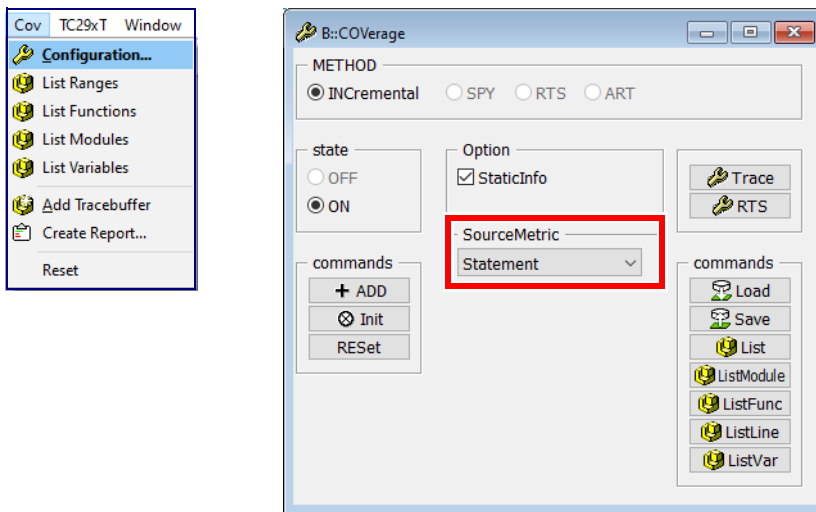 Cov TC29xT Window
Configuration...
List Ranges
List Functions
List Modules
List Variables
Add Tracebuffer
Create Report...
Reset
B::COVerage
METHOD
INCremental SPY RTS ART
state
OFF
ON
Option
StaticInfo
SourceMetric
Statement
Trace
RTS
commands
ADD
Init
RESet
commands
Load
Save
List
ListModule
ListFunc
ListLine
ListVar